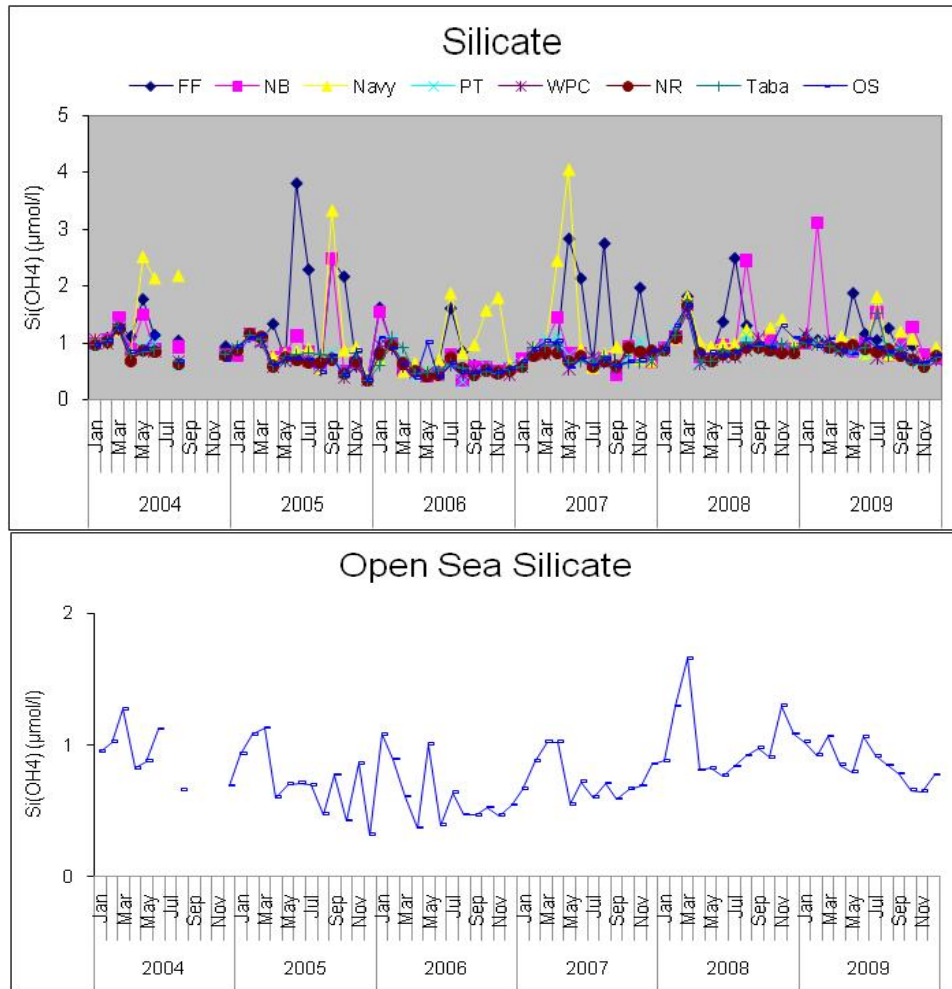 Silicate
FF NB Navy PT WPC NR Taba OS
5
4
3
2
1
0
Si(OH4) (µmol/l)
Jan Mar May Jul Sep Nov Jan Mar May Jul Sep Nov Jan Mar May Jul Sep Nov Jan Mar May Jul Sep Nov Jan Mar May Jul Sep Nov Jan Mar May Jul Sep Nov
2004 2005 2006 2007 2008 2009
Open Sea Silicate
2
1
0
Si(OH4) (µmol/l)
Jan Mar May Jul Sep Nov Jan Mar May Jul Sep Nov Jan Mar May Jul Sep Nov Jan Mar May Jul Sep Nov Jan Mar May Jul Sep Nov Jan Mar May Jul Sep Nov
2004 2005 2006 2007 2008 2009